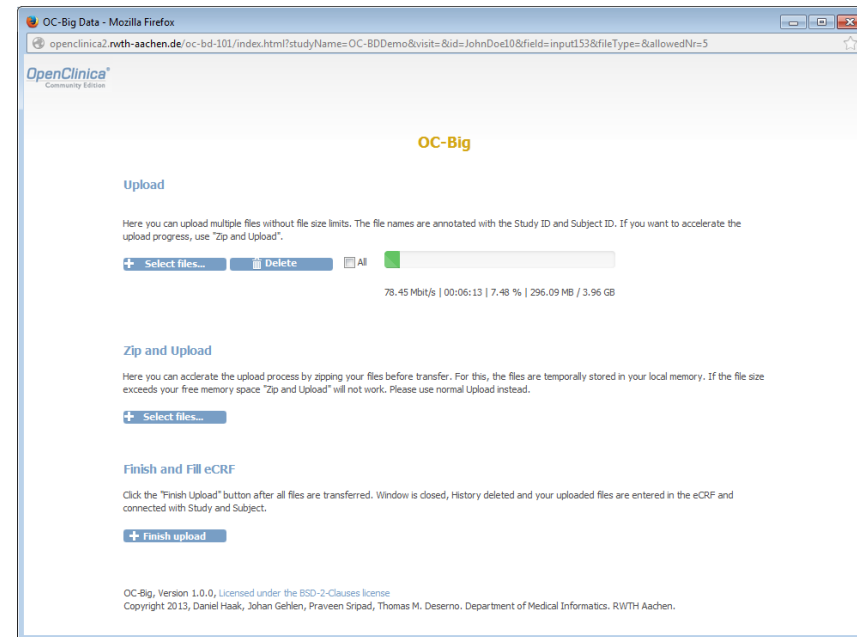 OC-Big Data - Mozilla Firefox
openclinica2.rwth-aachen.de/oc-bd-101/index.html?studyName=OC-BDDemo&visit=&id=JohnDoe10&field=input153&fileType=&allowedNr=5
OpenClinica®
Community Edition
OC-Big
Upload
Here you can upload multiple files without file size limits. The file names are annotated with the Study ID and Subject ID. If you want to accelerate the
upload progress, use "Zip and Upload".
Select files... Delete All
78.45 Mbit/s | 00:06:13 | 7.48 % | 296.09 MB / 3.96 GB
Zip and Upload
Here you can acclerate the upload process by zipping your files before transfer. For this, the files are temporally stored in your local memory. If the file size
exceeds your free memory space "Zip and Upload" will not work. Please use normal Upload instead.
Select files...
Finish and Fill eCRF
Click the "Finish Upload" button after all files are transferred. Window is closed, History deleted and your uploaded files are entered in the eCRF and
connected with Study and Subject.
Finish upload
OC-Big, Version 1.0.0, Licensed under the BSD-2-Clauses license
Copyright 2013, Daniel Haak, Johan Gehlen, Praveen Sripad, Thomas M. Deserno. Department of Medical Informatics. RWTH Aachen.